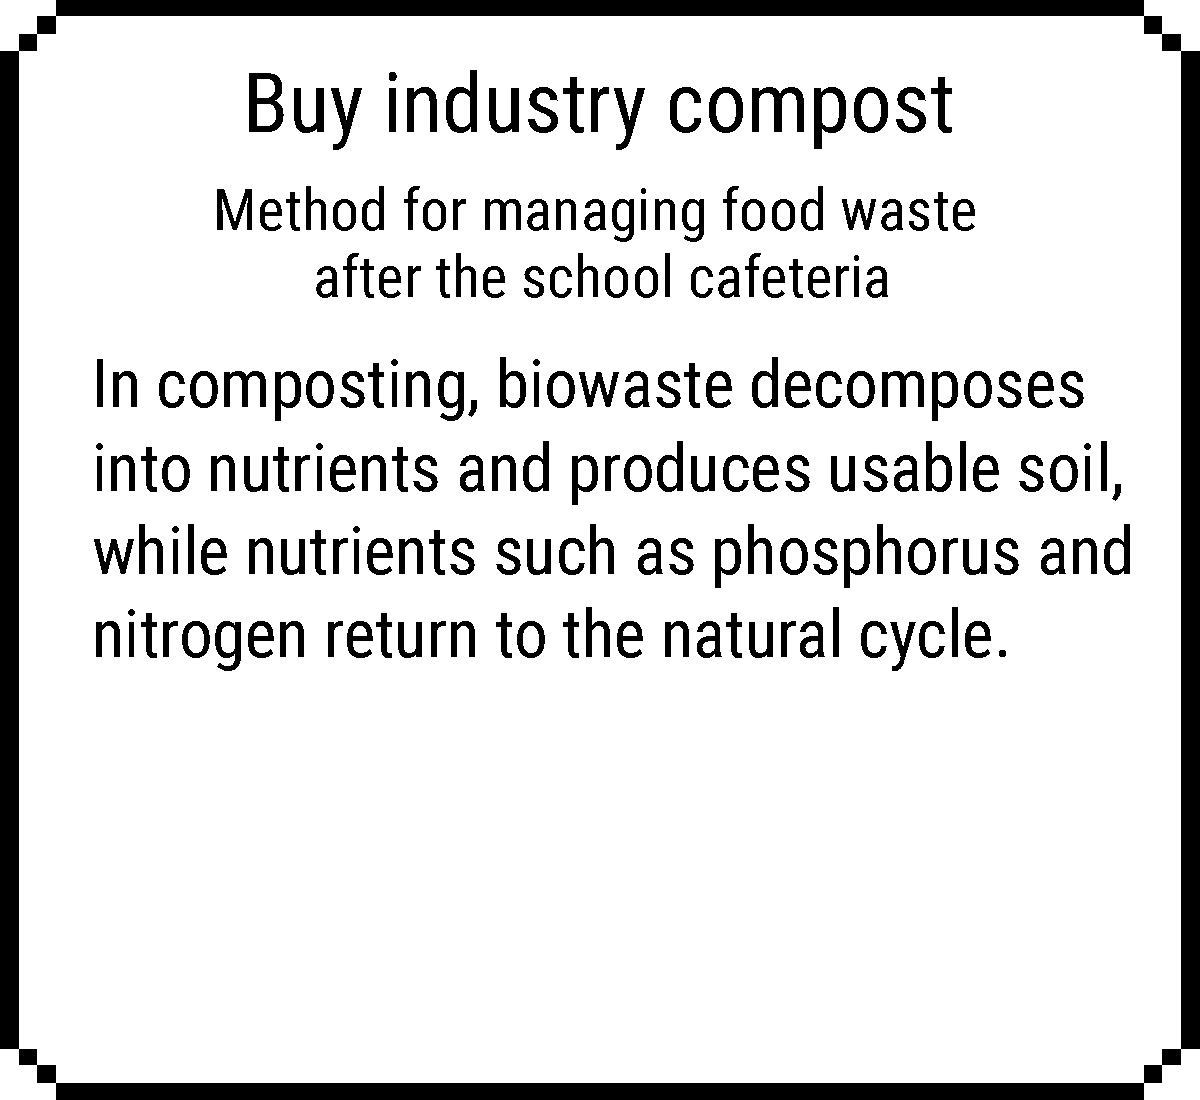 Buy industry compost
Method for managing food waste
after the school cafeteria
In composting, biowaste decomposes
into nutrients and produces usable soil,
while nutrients such as phosphorus and
nitrogen return to the natural cycle.